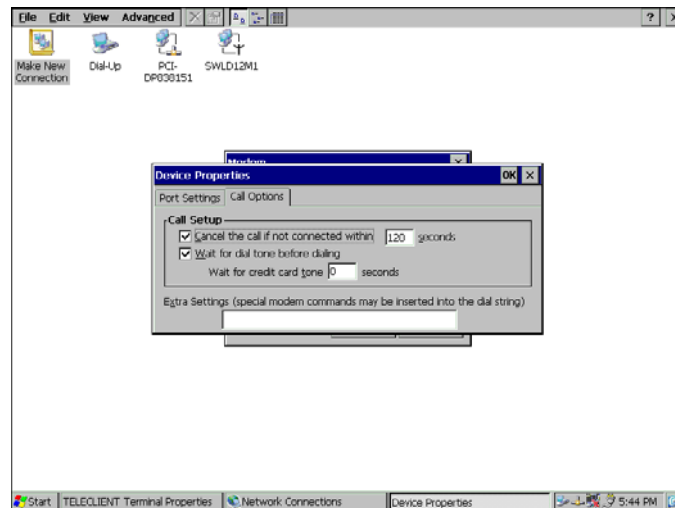 File Edit View Advanced ?
Make New
Connection
Dial-Up
PCI-
DP838151
SWLD12M1
Modem
Device Properties OK
Port Settings Call Options
Call Setup
Cancel the call if not connected within 120 seconds
Wait for dial tone before dialing
Wait for credit card tone 0 seconds
Extra Settings (special modem commands may be inserted into the dial string)
Start TELECLIENT Terminal Properties Network Connections Device Properties 5:44 PM